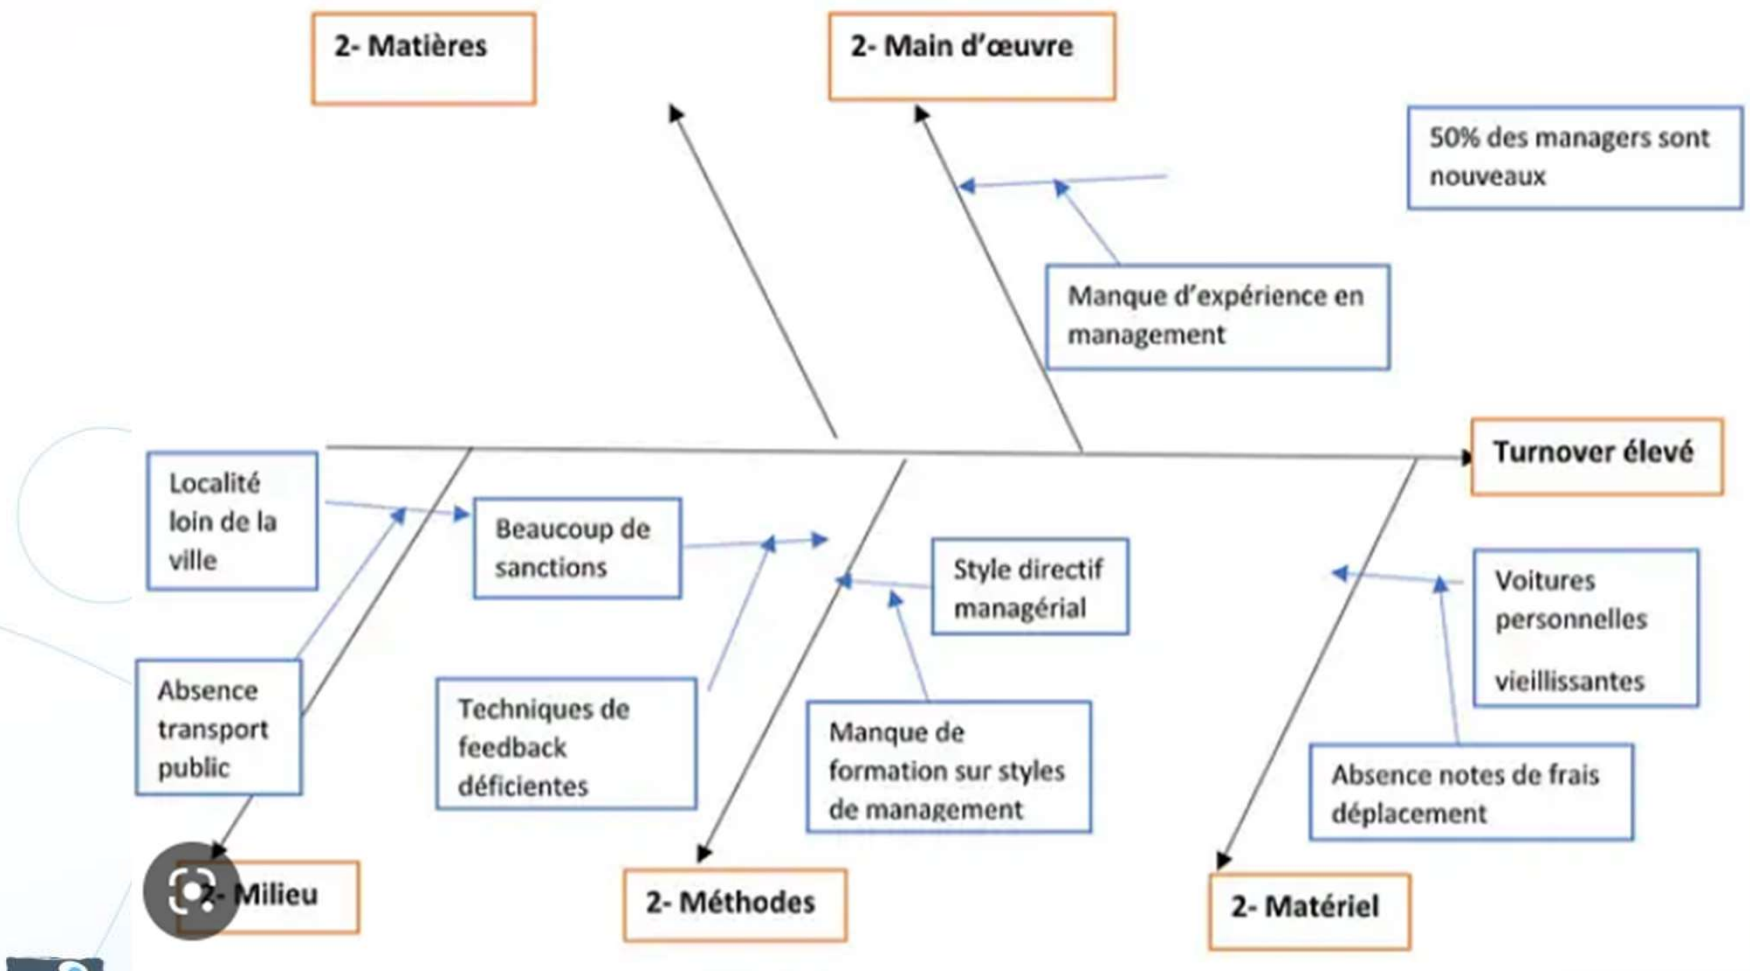 2- Matières
2- Main d’œuvre
50% des managers sont
nouveaux
Manque d’expérience en
management
Turnover élevé
Localité
loin de la
ville
Beaucoup de
sanctions
Style directif
managérial
Voitures
personnelles
vieillissantes
Absence
transport
public
Techniques de
feedback
déficientes
Manque de
formation sur styles
de management
Absence notes de frais
déplacement
2- Milieu
2- Méthodes
2- Matériel